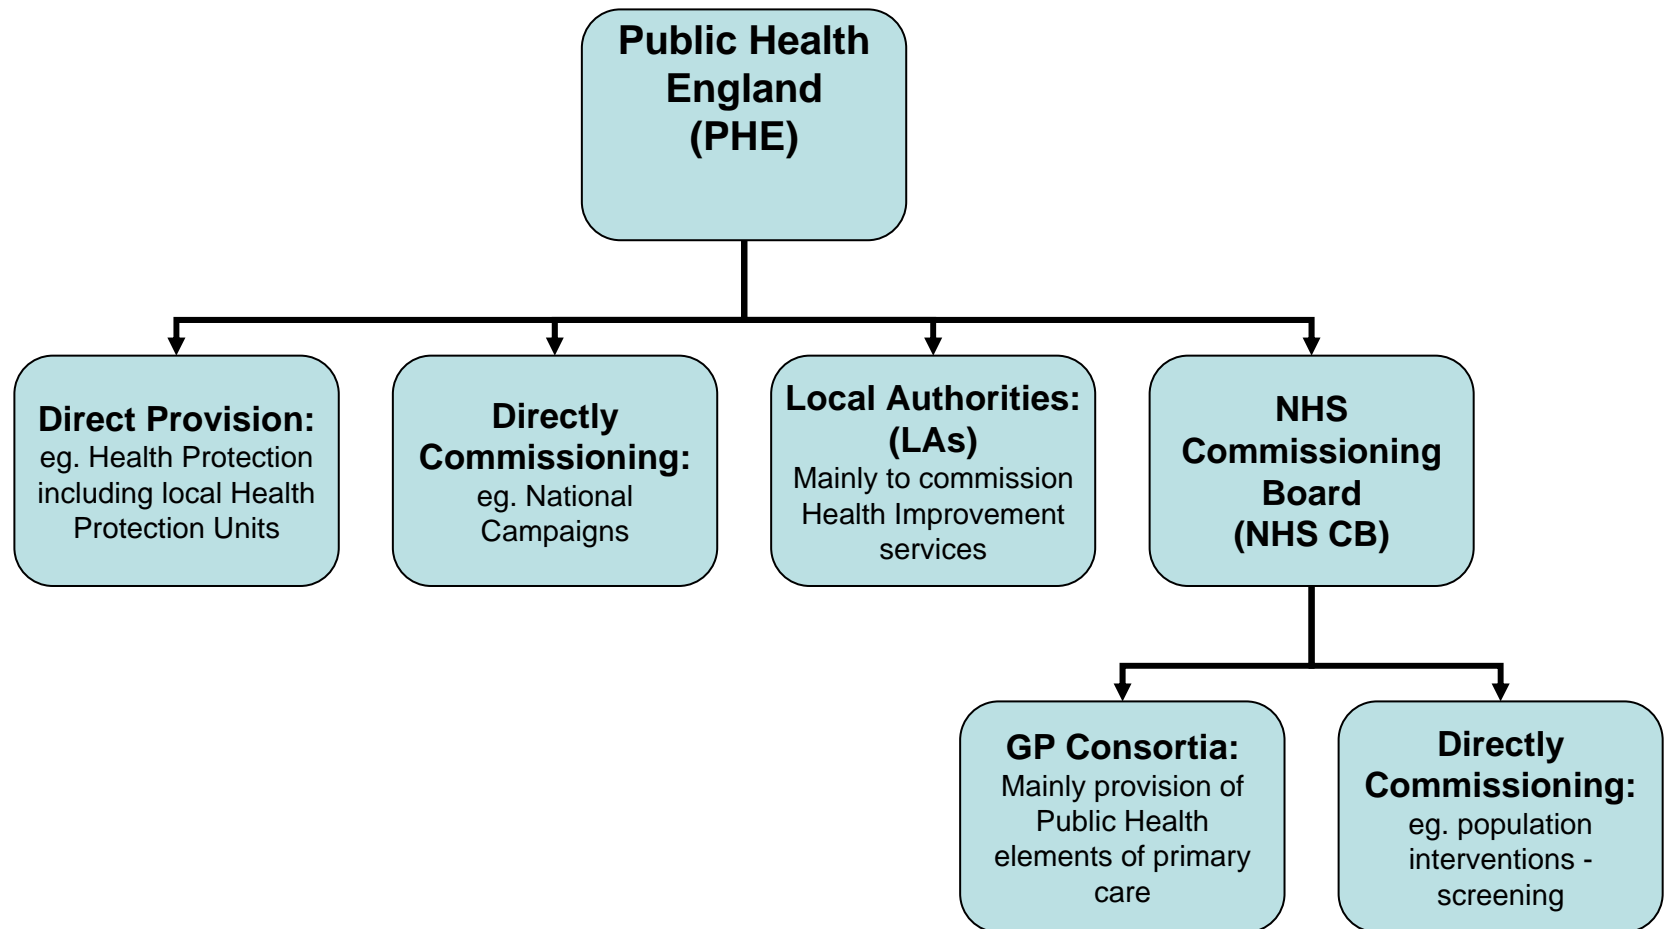 Public Health
England
(PHE)
Direct Provision:
eg. Health Protection
including local Health
Protection Units
Directly
Commissioning:
eg. National
Campaigns
Local Authorities:
(LAs)
Mainly to commission
Health Improvement
services
NHS
Commissioning
Board
(NHS CB)
GP Consortia:
Mainly provision of
Public Health
elements of primary
care
Directly
Commissioning:
eg. population
interventions -
screening